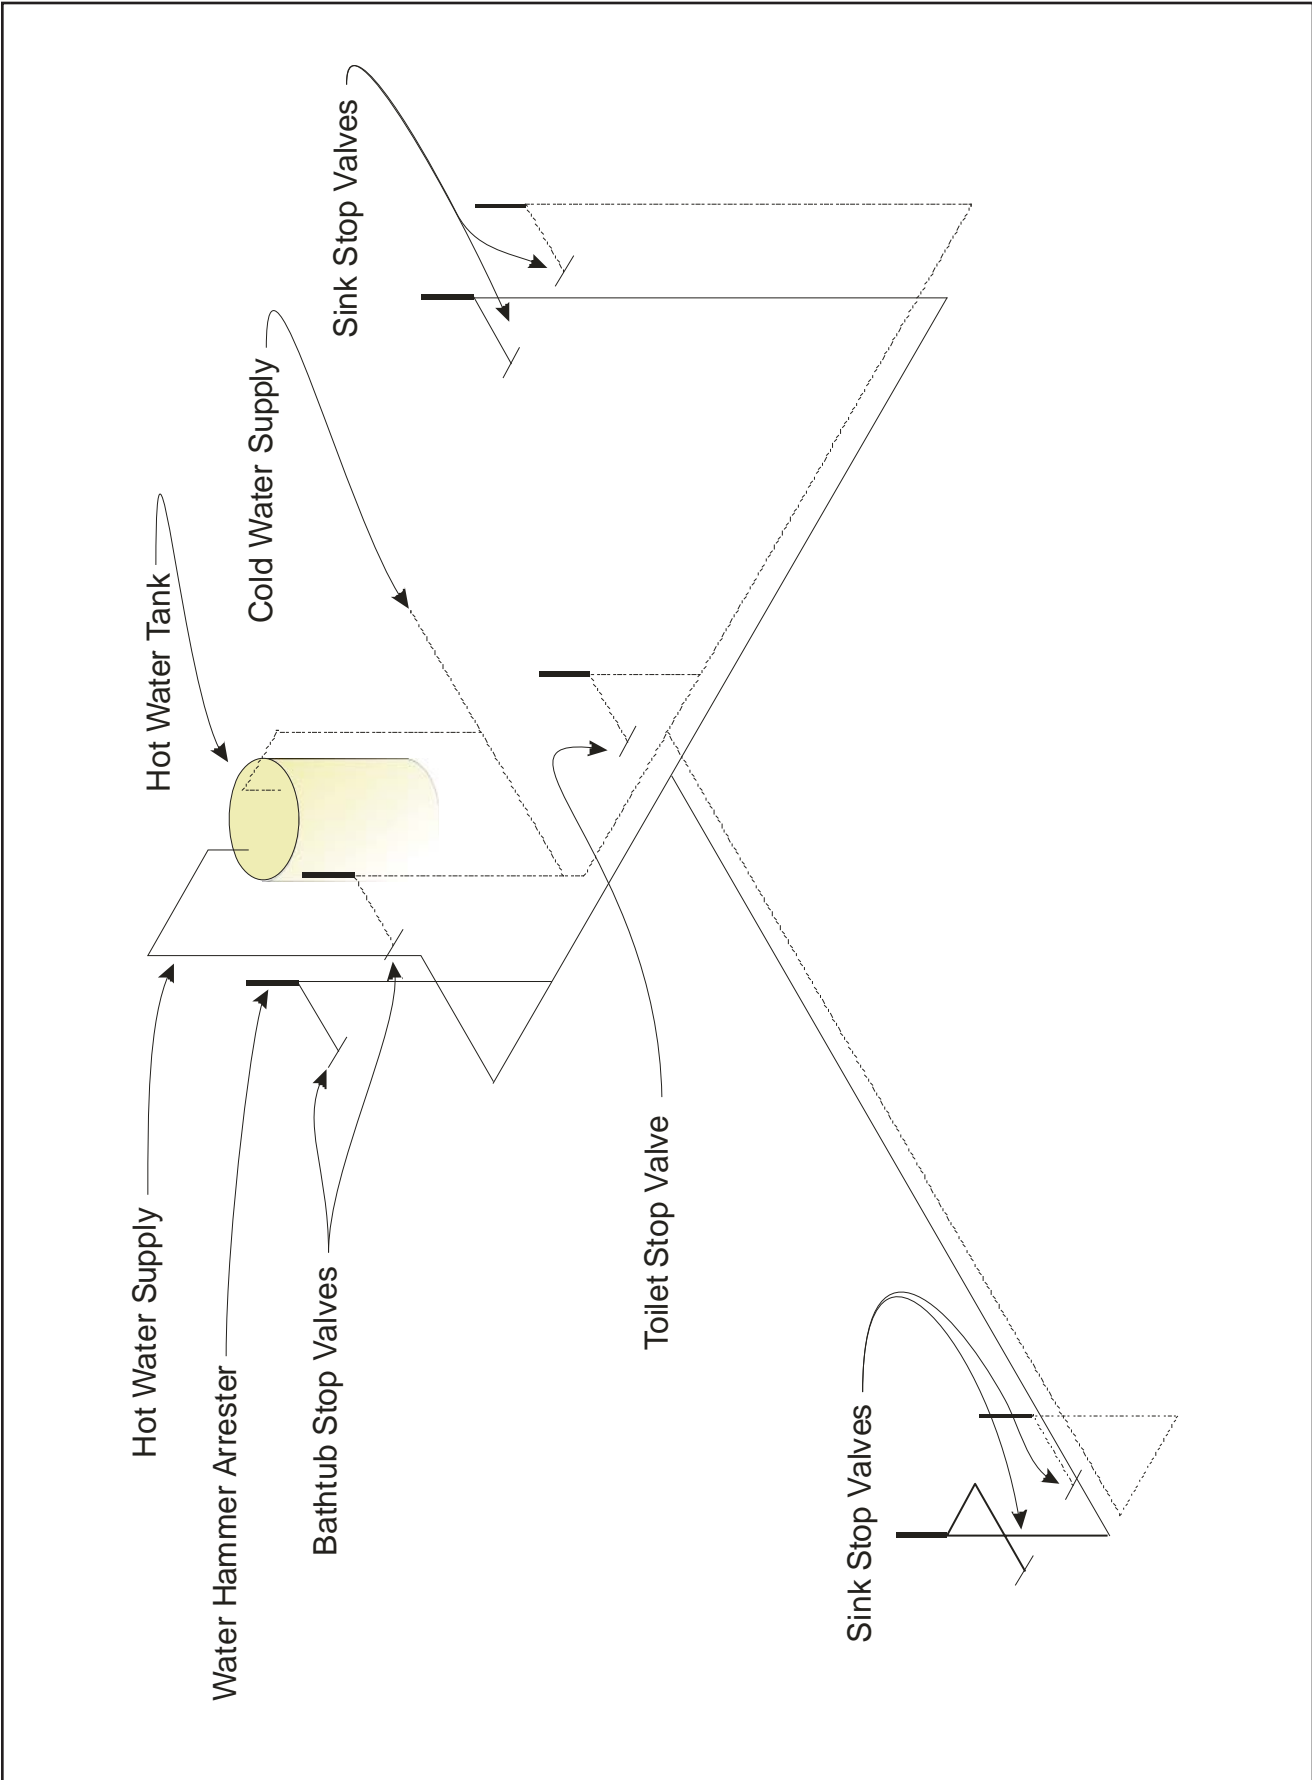 Hot Water Supply
Water Hammer Arrester
Bathtub Stop Valves
Hot Water Tank
Cold Water Supply
Sink Stop Valves
Toilet Stop Valve
Sink Stop Valves